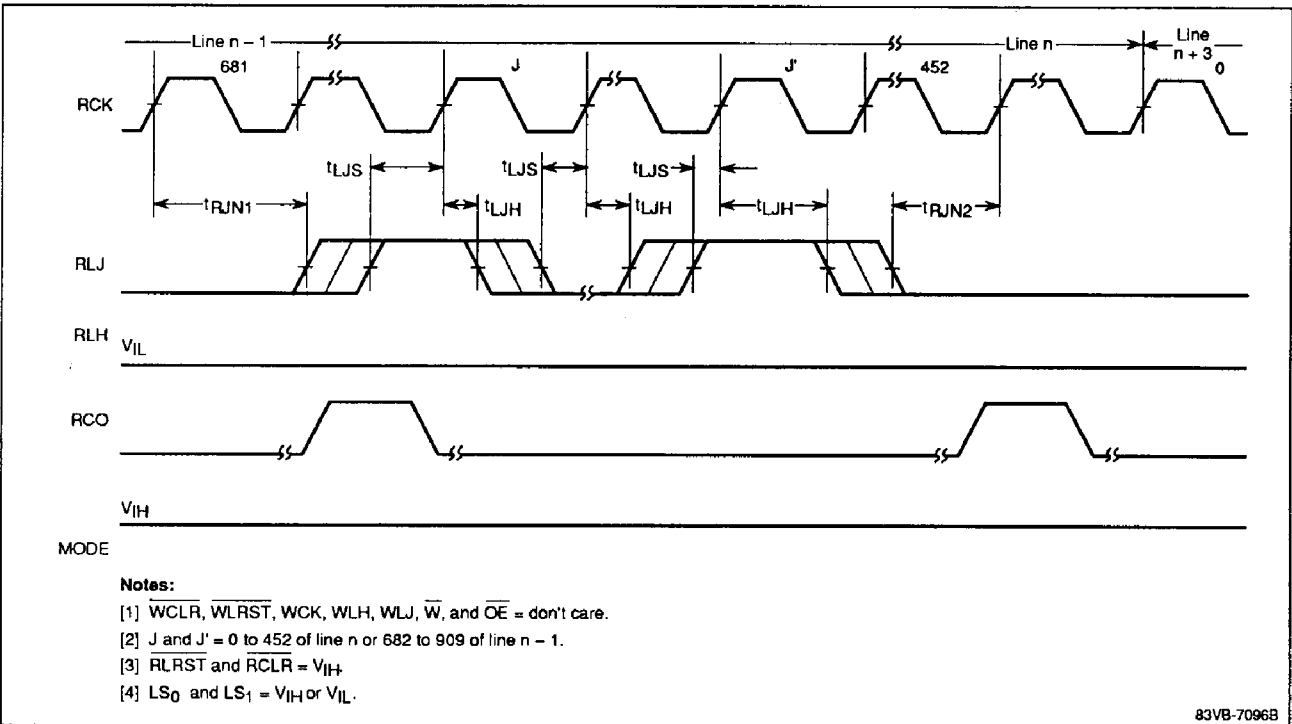 Line n – 1 Line n Line n + 3
681 J J' 452 0
RCK
tLJS tLJS tLJS
tRJN1 tLJH tLJH tLJH tRJN2
RLJ
RLH VIL
RCO
VIH
MODE
Notes:
[1] WCLR, WLRST, WCK, WLH, WLJ, W, and OE = don't care.
[2] J and J' = 0 to 452 of line n or 682 to 909 of line n – 1.
[3] RLRST and RCLR = VIH.
[4] LS0 and LS1 = VIH or VIL.
83VB-7096B